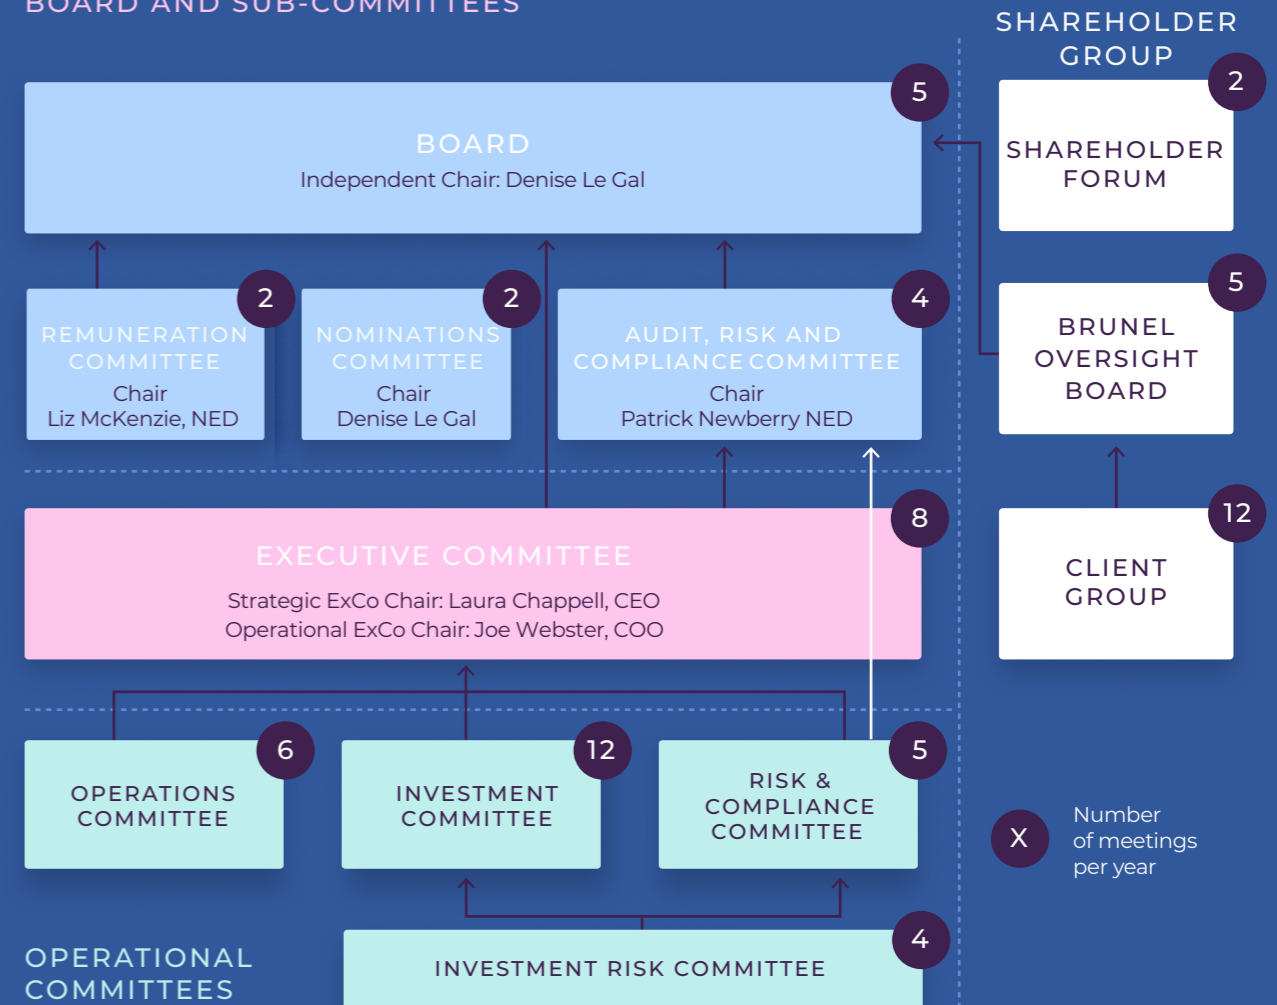 BOARD AND SUB-COMMITTEES
SHAREHOLDER
GROUP
5
BOARD
Independent Chair: Denise Le Gal
2
SHAREHOLDER
FORUM
2
REMUNERATION
COMMITTEE
Chair
Liz McKenzie, NED
2
NOMINATIONS
COMMITTEE
Chair
Denise Le Gal
4
AUDIT, RISK AND
COMPLIANCE COMMITTEE
Chair
Patrick Newberry NED
5
BRUNEL
OVERSIGHT
BOARD
8
EXECUTIVE COMMITTEE
Strategic ExCo Chair: Laura Chappell, CEO
Operational ExCo Chair: Joe Webster, COO
12
CLIENT
GROUP
6
OPERATIONS
COMMITTEE
12
INVESTMENT
COMMITTEE
5
RISK &
COMPLIANCE
COMMITTEE
X
Number
of meetings
per year
4
INVESTMENT RISK COMMITTEE
OPERATIONAL
COMMITTEES